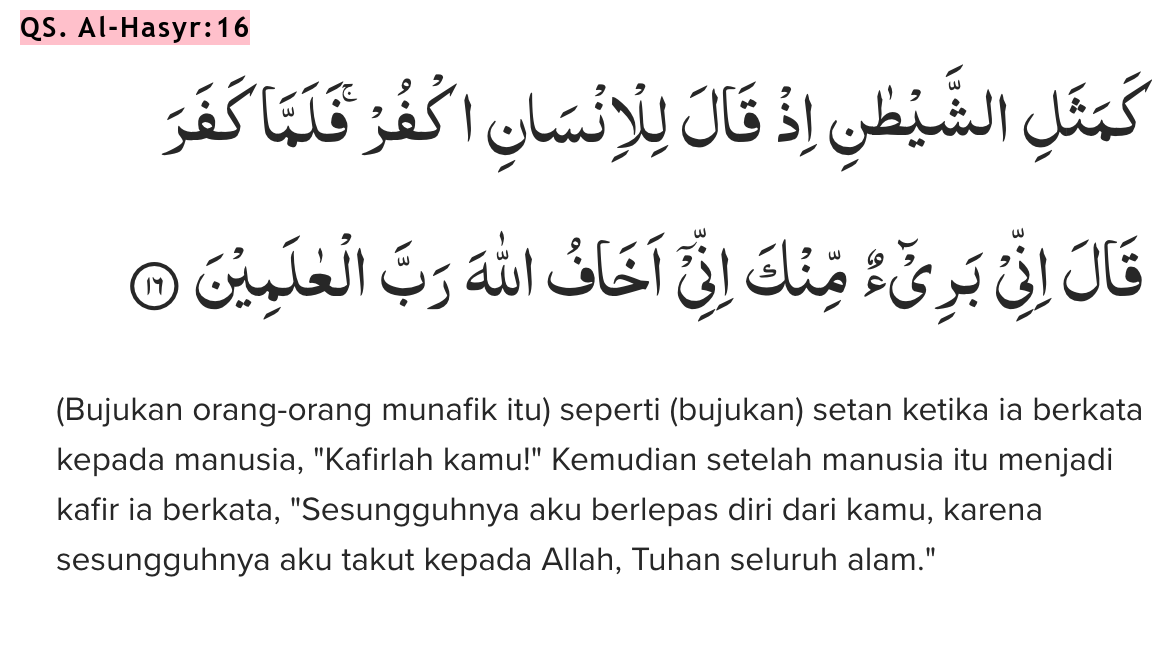 QS. Al-Hasyr:16
كَمَثَلِ الشَّيْطٰنِ اِذْ قَالَ لِلْاِنْسَانِ اكْفُرْۚ فَلَمَّا كَفَرَ
قَالَ اِنِّيْ بَرِيْۤءٌ مِّنْكَ اِنِّيْٓ اَخَافُ اللّٰهَ رَبَّ الْعٰلَمِيْنَ ١٦
(Bujukan orang-orang munafik itu) seperti (bujukan) setan ketika ia berkata
kepada manusia, "Kafirlah kamu!" Kemudian setelah manusia itu menjadi
kafir ia berkata, "Sesungguhnya aku berlepas diri dari kamu, karena
sesungguhnya aku takut kepada Allah, Tuhan seluruh alam."